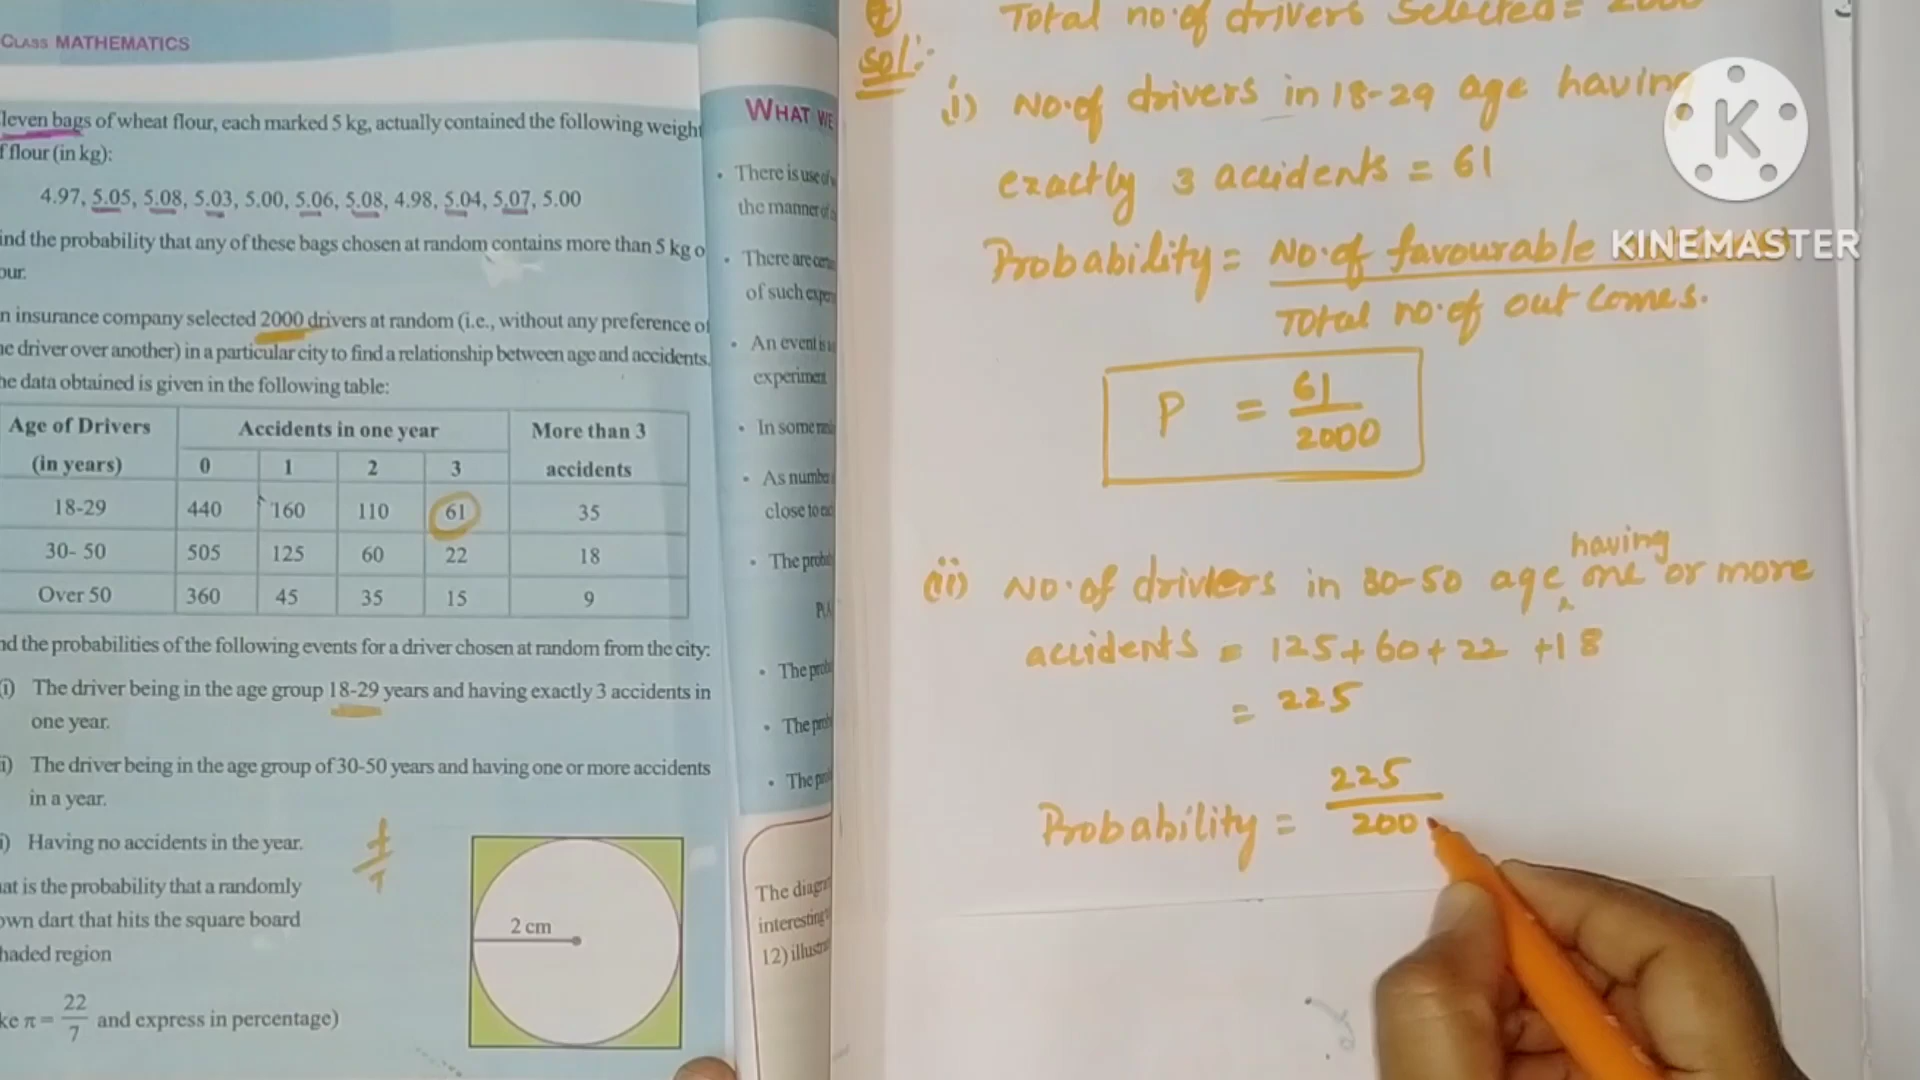 CLASS MATHEMATICS
leven bags of wheat flour, each marked 5 kg, actually contained the following weight
f flour (in kg):
4.97, 5.05, 5.08, 5.03, 5.00, 5.06, 5.08, 4.98, 5.04, 5.07, 5.00
ind the probability that any of these bags chosen at random contains more than 5 kg o
our.
n insurance company selected 2000 drivers at random (i.e., without any preference of
ne driver over another) in a particular city to find a relationship between age and accidents.
he data obtained is given in the following table:
Age of Drivers Accidents in one year More than 3
(in years) 0 1 2 3 accidents
18-29 440 160 110 61 35
30- 50 505 125 60 22 18
Over 50 360 45 35 15 9
nd the probabilities of the following events for a driver chosen at random from the city:
(i) The driver being in the age group 18-29 years and having exactly 3 accidents in
one year.
i) The driver being in the age group of 30-50 years and having one or more accidents
in a year.
i) Having no accidents in the year.
at is the probability that a randomly
own dart that hits the square board
haded region
2 cm
ke π = 22/7 and express in percentage)
WHAT WE
• There is use of
the manner of
• There are
of such
• An event is
experiment
• In some
• As number
close to
• The
• The
• The
• The
The
interesting
12)
Total no. of drivers selected = 2000
Sol:-
i) No. of drivers in 18-29 age having
exactly 3 accidents = 61
Probability = No. of favourable
Total no. of out comes.
P = 61/2000
(ii) No. of drivers in 30-50 age having one or more
accidents = 125 + 60 + 22 + 18
= 225
Probability = 225/200
K
KINEMASTER